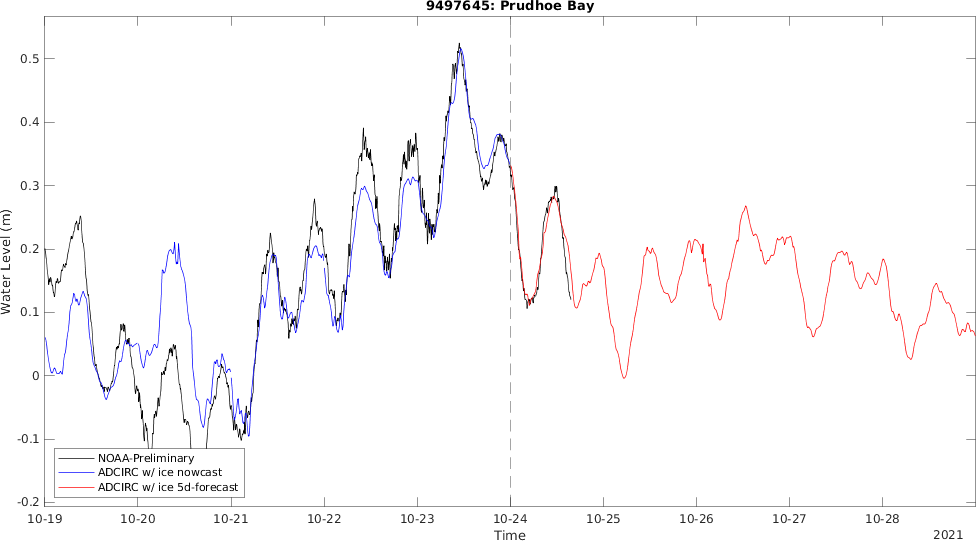 9497645: Prudhoe Bay
Water Level (m)
0.5
0.4
0.3
0.2
0.1
0
-0.1
-0.2
NOAA-Preliminary
ADCIRC w/ ice nowcast
ADCIRC w/ ice 5d-forecast
10-19 10-20 10-21 10-22 10-23 10-24 10-25 10-26 10-27 10-28
Time
2021